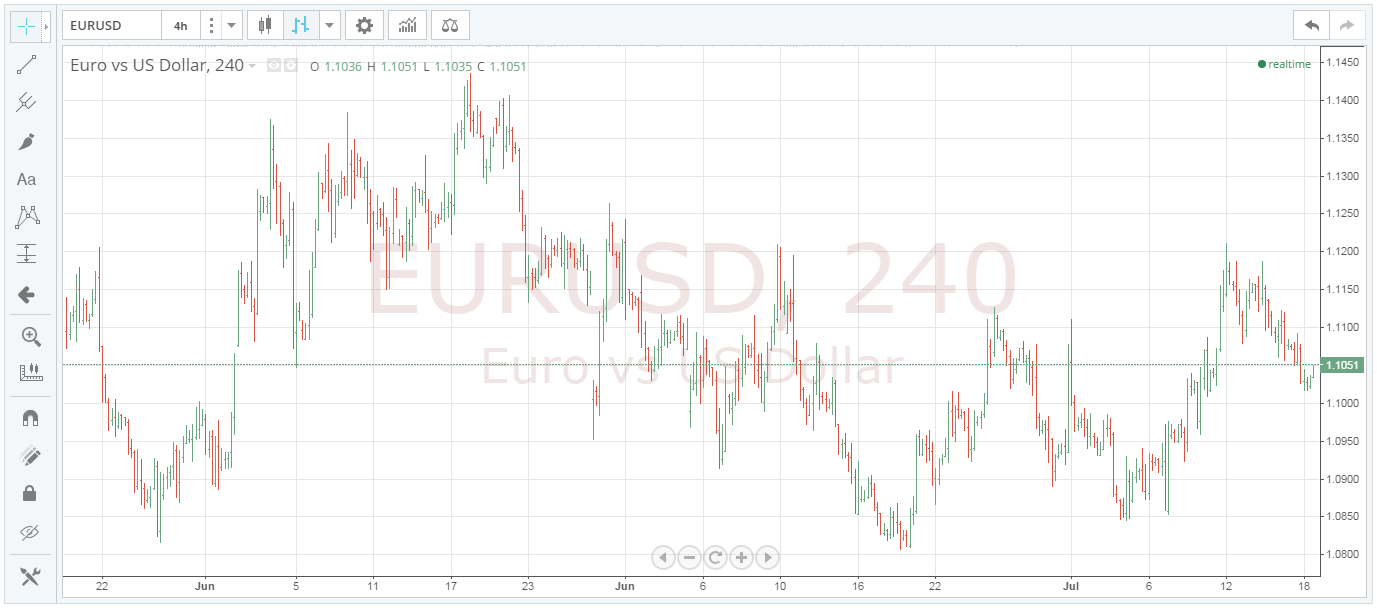 EURUSD 4h
Euro vs US Dollar, 240 O 1.1036 H 1.1051 L 1.1035 C 1.1051
realtime
Aa
EURUSD, 240
Euro vs US Dollar
1.1450
1.1400
1.1350
1.1300
1.1250
1.1200
1.1150
1.1100
1.1051
1.1000
1.0950
1.0900
1.0850
1.0800
22 Jun 5 11 17 23 Jun 6 10 16 22 Jul 6 12 18